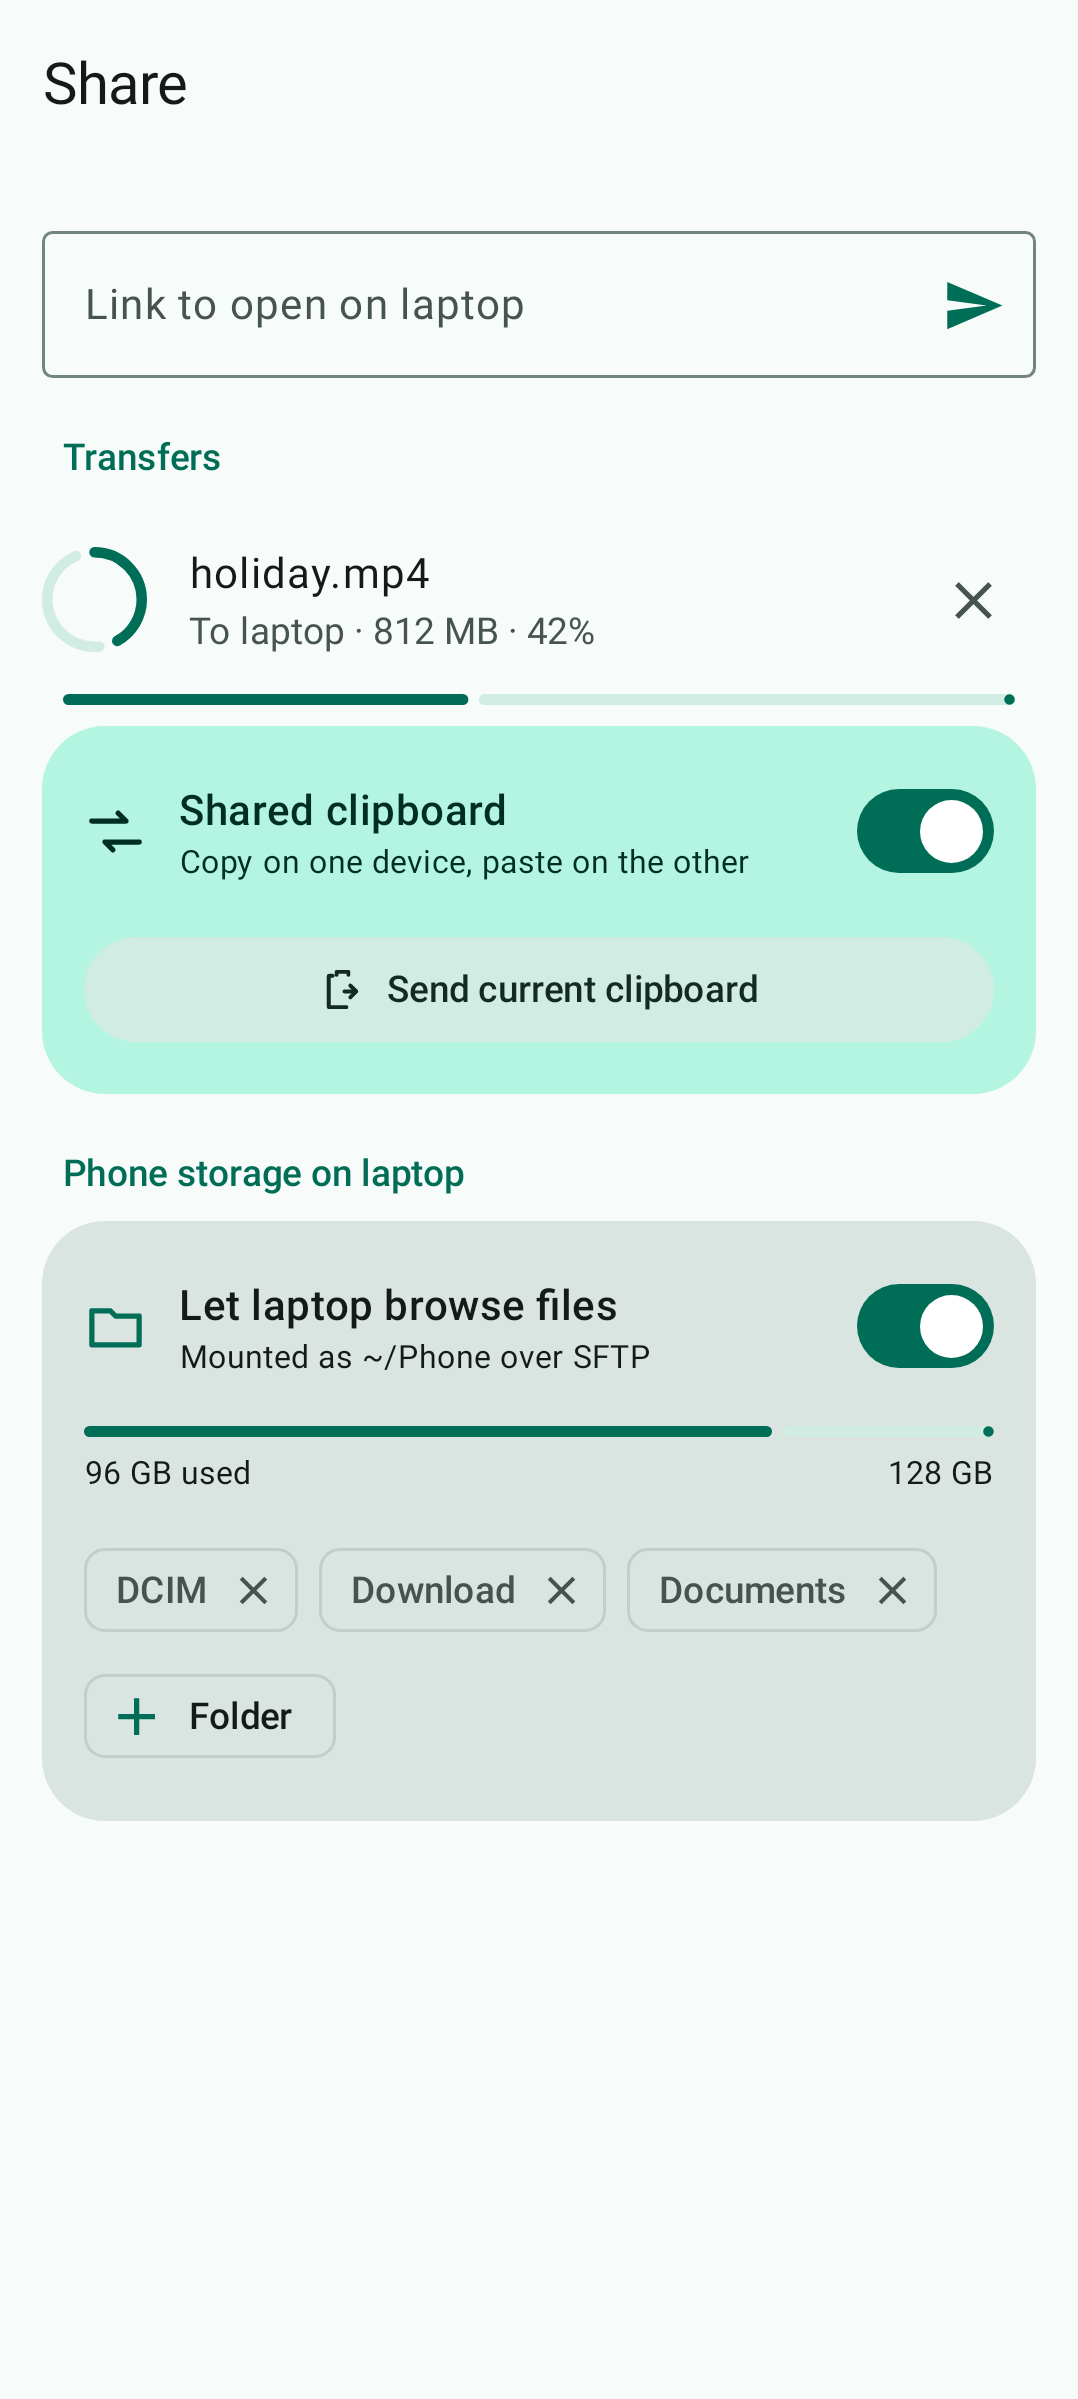 Share
Link to open on laptop
Transfers
holiday.mp4
To laptop · 812 MB · 42%
Shared clipboard
Copy on one device, paste on the other
Send current clipboard
Phone storage on laptop
Let laptop browse files
Mounted as ~/Phone over SFTP
96 GB used 128 GB
DCIM Download Documents
Folder